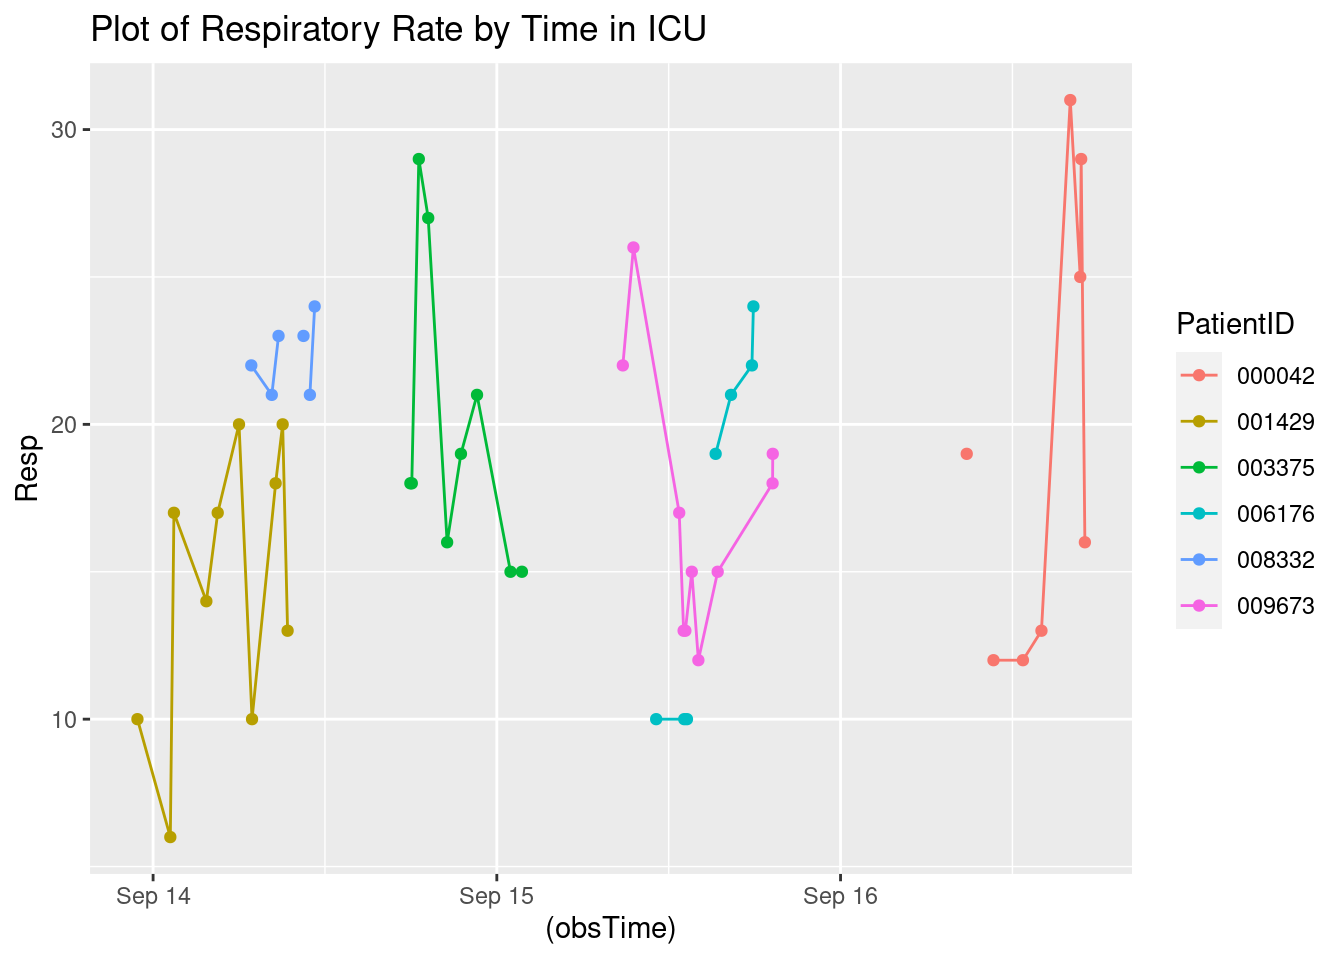 Plot of Respiratory Rate by Time in ICU
30
20
10
Resp
Sep 14
Sep 15
Sep 16
(obsTime)
PatientID
000042
001429
003375
006176
008332
009673